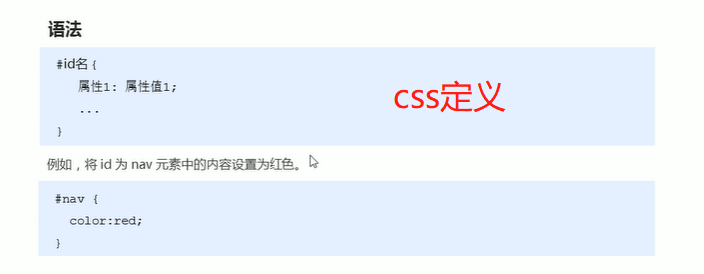 语法
#id名 {
属性1: 属性值1;
...
}
css定义
例如，将 id 为 nav 元素中的内容设置为红色。
#nav {
color:red;
}